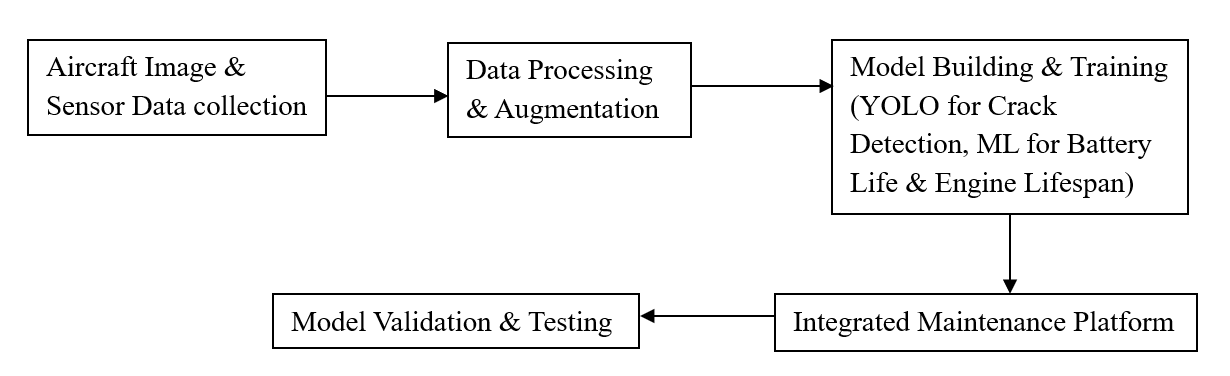 Aircraft Image &
Sensor Data collection
Data Processing
& Augmentation
Model Building & Training
(YOLO for Crack
Detection, ML for Battery
Life & Engine Lifespan)
Integrated Maintenance Platform
Model Validation & Testing